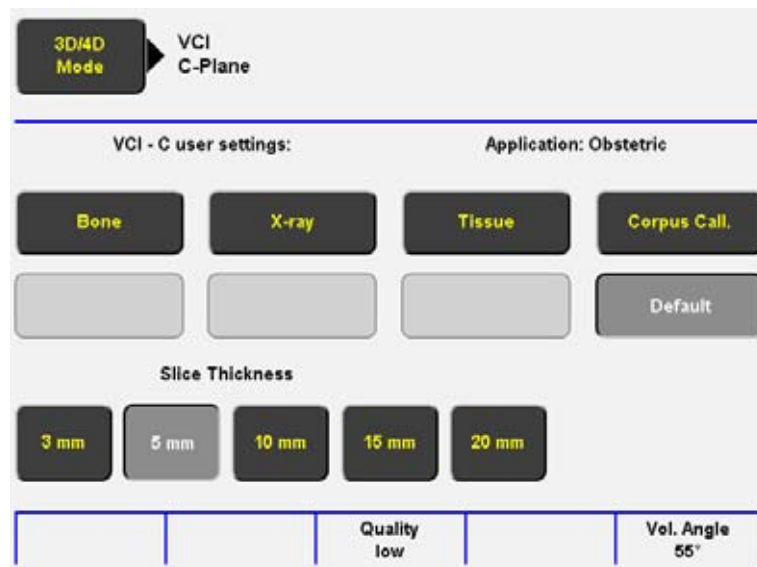 3D/4D
Mode
VCI
C-Plane
VCI - C user settings:
Application: Obstetric
Bone
X-ray
Tissue
Corpus Call.
Default
Slice Thickness
3 mm
5 mm
10 mm
15 mm
20 mm
Quality
low
Vol. Angle
55°